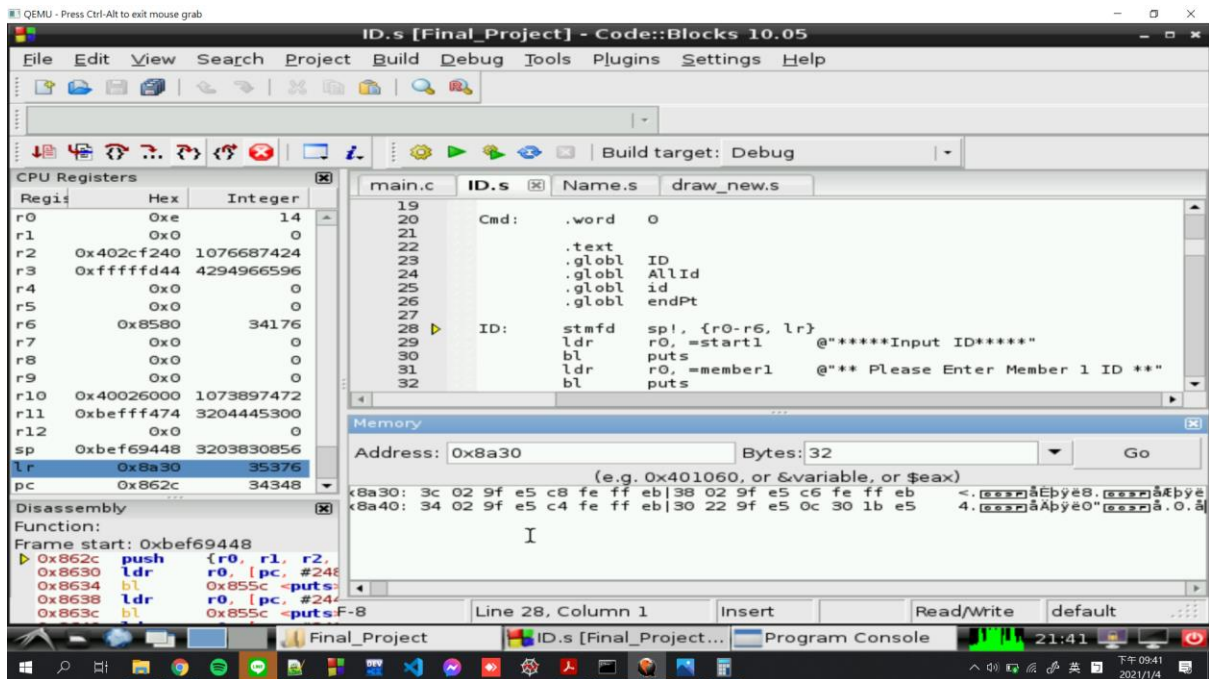 QEMU - Press Ctrl-Alt to exit mouse grab
ID.s [Final_Project] - Code::Blocks 10.05
File Edit View Search Project Build Debug Tools Plugins Settings Help
Build target: Debug
CPU Registers
Regis Hex Integer
r0 0xe 14
r1 0x0 0
r2 0x402cf240 1076687424
r3 0xfffffd44 4294966596
r4 0x0 0
r5 0x0 0
r6 0x8580 34176
r7 0x0 0
r8 0x0 0
r9 0x0 0
r10 0x40026000 1073897472
r11 0xbefff474 3204445300
r12 0x0 0
sp 0xbef69448 3203830856
lr 0x8a30 35376
pc 0x862c 34348
Disassembly
Function:
Frame start: 0xbef69448
0x862c push {r0, r1, r2,
0x8630 ldr r0, [pc, #248
0x8634 bl 0x855c <puts>
0x8638 ldr r0, [pc, #244
0x863c bl 0x855c <puts>
main.c ID.s Name.s draw_new.s
19
20 Cmd: .word 0
21
22 .text
23 .globl ID
24 .globl AllId
25 .globl id
26 .globl endPt
27
28 ID: stmfd sp!, {r0-r6, lr}
29 ldr r0, =start1 @"*****Input ID*****"
30 bl puts
31 ldr r0, =member1 @"** Please Enter Member 1 ID **"
32 bl puts
Memory
Address: 0x8a30 Bytes: 32 Go
(e.g. 0x401060, or &variable, or $eax)
x8a30: 3c 02 9f e5 c8 fe ff eb|38 02 9f e5 c6 fe ff eb
x8a40: 34 02 9f e5 c4 fe ff eb|30 22 9f e5 0c 30 1b e5
F-8 Line 28, Column 1 Insert Read/Write default
Final_Project ID.s [Final_Project... Program Console 21:41
英 下午 09:41
2021/1/4